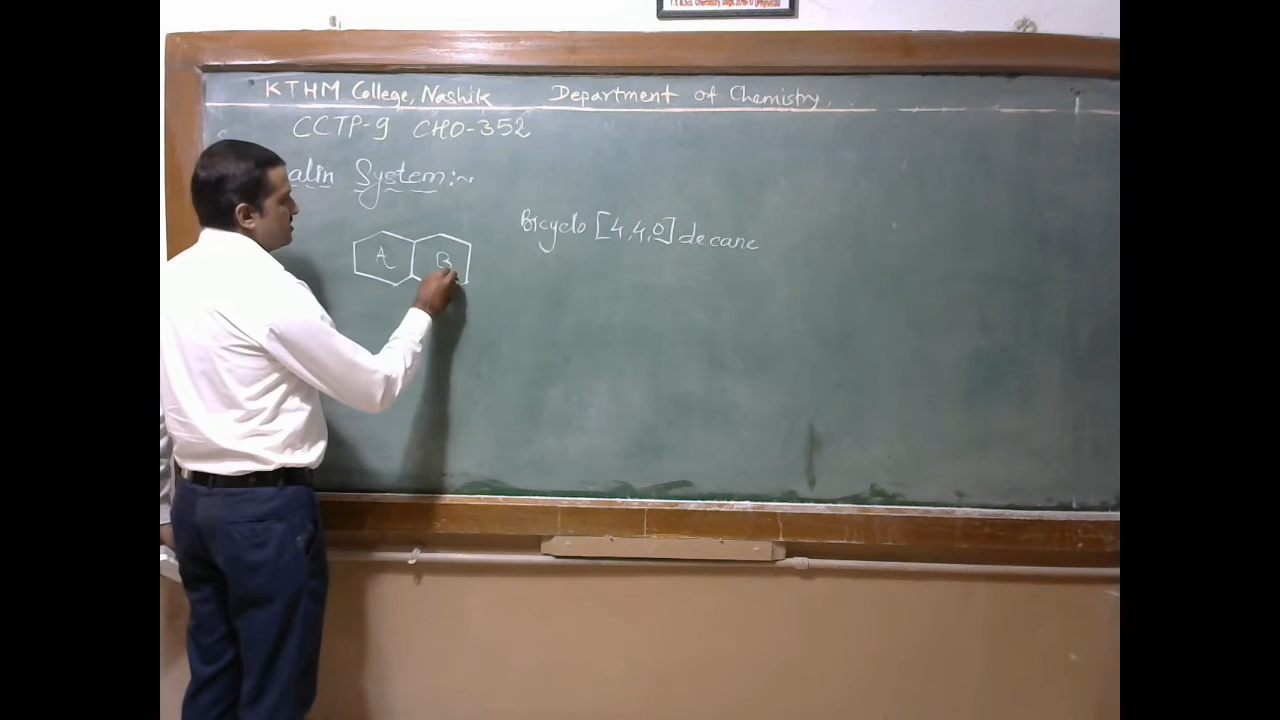 KTHM College, Nashik Department of Chemistry.
CCTP-9 CHO-352
alin System:~
Bicyclo [4,4,0] decane
A B